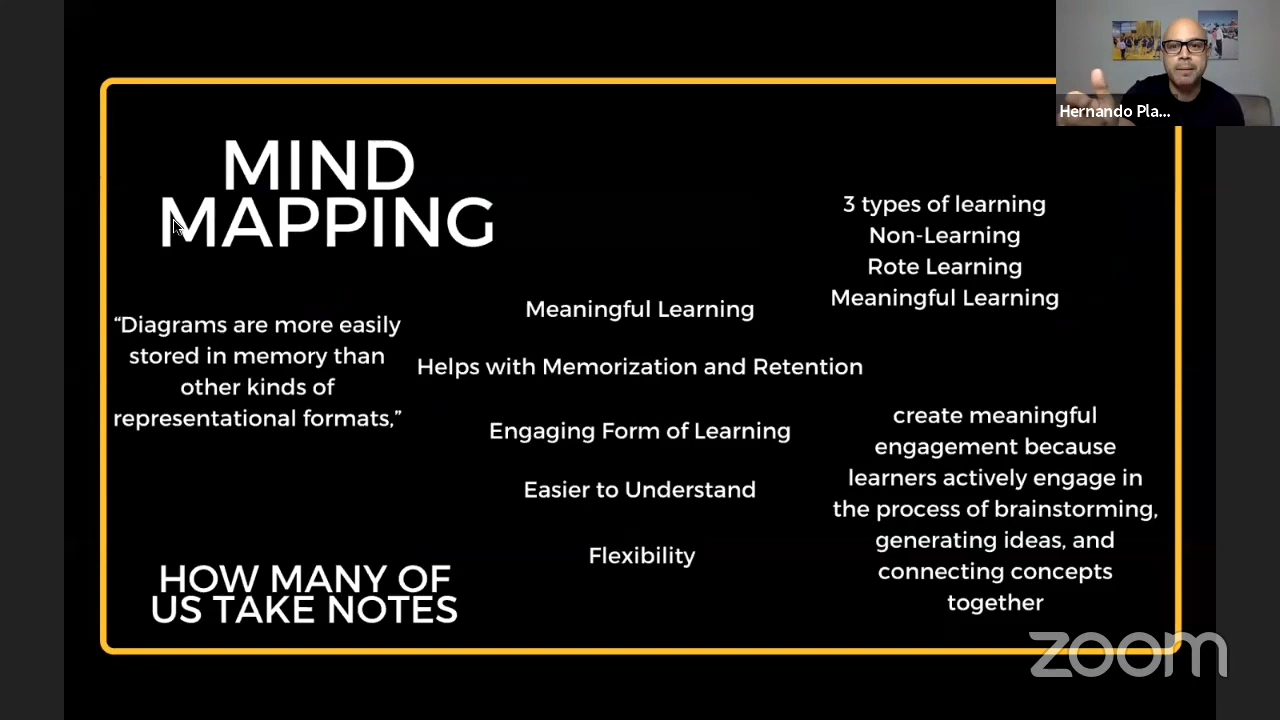 Hernando Pla...
MIND
MAPPING
3 types of learning
Non-Learning
Rote Learning
Meaningful Learning
“Diagrams are more easily
stored in memory than
other kinds of
representational formats,”
Meaningful Learning
Helps with Memorization and Retention
Engaging Form of Learning
Easier to Understand
Flexibility
create meaningful
engagement because
learners actively engage in
the process of brainstorming,
generating ideas, and
connecting concepts
together
HOW MANY OF
US TAKE NOTES
zoom